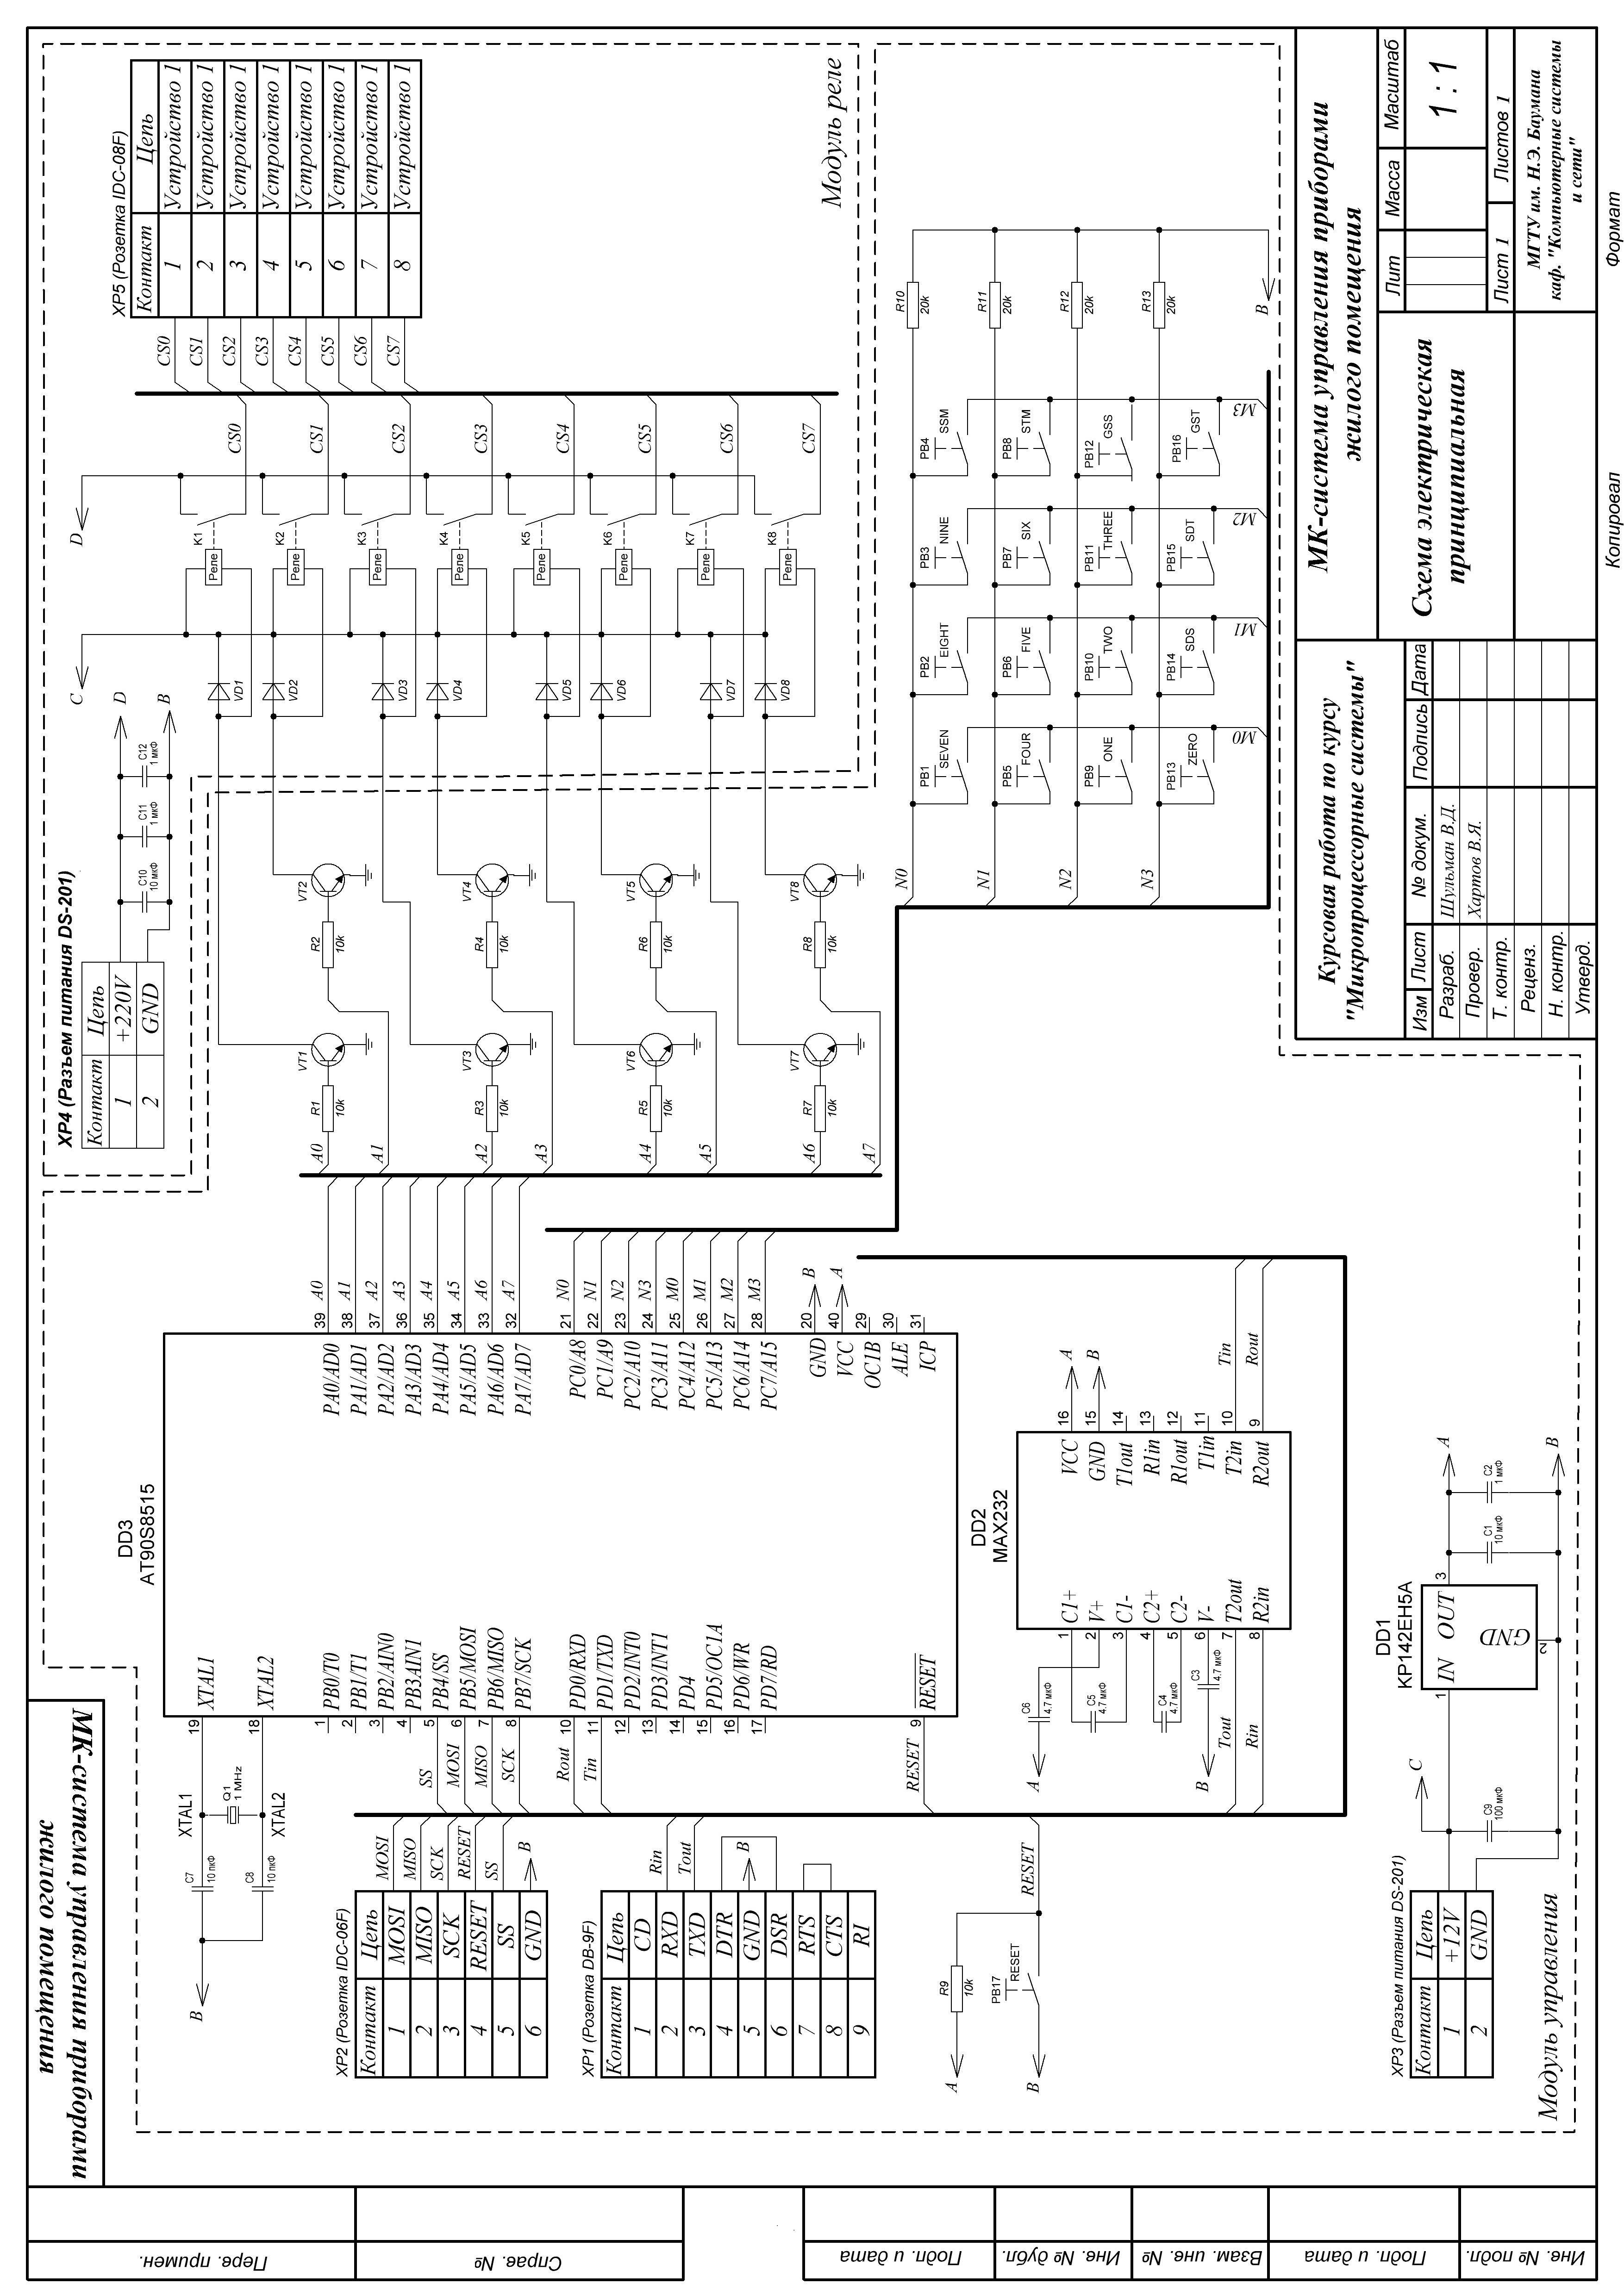 МК-система управления приборами
жилого помещения
XP4 (Разъем питания DS-201)
Контакт Цепь
1 +220V
2 GND
C10
10 мкФ
C11
1 мкФ
C12
1 мкФ
D
B
C
D
XP5 (Розетка IDC-08F)
Контакт Цепь
1 Устройство 1
2 Устройство 1
3 Устройство 1
4 Устройство 1
5 Устройство 1
6 Устройство 1
7 Устройство 1
8 Устройство 1
CS0
CS1
CS2
CS3
CS4
CS5
CS6
CS7
CS0
CS1
CS2
CS3
CS4
CS5
CS6
CS7
Модуль реле
K1
Реле
K2
Реле
K3
Реле
K4
Реле
K5
Реле
K6
Реле
K7
Реле
K8
Реле
VD1
VD2
VD3
VD4
VD5
VD6
VD7
VD8
VT1
VT2
VT3
VT4
VT6
VT5
VT7
VT8
R1
10k
R2
10k
R3
10k
R4
10k
R5
10k
R6
10k
R7
10k
R8
10k
A0
A1
A2
A3
A4
A5
A6
A7
XTAL1
Q1
1 MHz
XTAL2
C7
10 пкФ
C8
10 пкФ
B
DD3
AT90S8515
19 XTAL1
18 XTAL2
1 PB0/T0
2 PB1/T1
3 PB2/AIN0
4 PB3AIN1
5 PB4/SS
6 PB5/MOSI
7 PB6/MISO
8 PB7/SCK
10 PD0/RXD
11 PD1/TXD
12 PD2/INT0
13 PD3/INT1
14 PD4
15 PD5/OC1A
16 PD6/WR
17 PD7/RD
9 RESET
PA0/AD0 39 A0
PA1/AD1 38 A1
PA2/AD2 37 A2
PA3/AD3 36 A3
PA4/AD4 35 A4
PA5/AD5 34 A5
PA6/AD6 33 A6
PA7/AD7 32 A7
PC0/A8 21 N0
PC1/A9 22 N1
PC2/A10 23 N2
PC3/A11 24 N3
PC4/A12 25 M0
PC5/A13 26 M1
PC6/A14 27 M2
PC7/A15 28 M3
GND 20 B
VCC 40 A
OC1B 29
ALE 30
ICP 31
SS
MOSI
MISO
SCK
Rout
Tin
RESET
XP2 (Розетка IDC-06F)
Контакт Цепь
1 MOSI
2 MISO
3 SCK
4 RESET
5 SS
6 GND
MOSI
MISO
SCK
RESET
SS
B
XP1 (Розетка DB-9F)
Контакт Цепь
1 CD
2 RXD
3 TXD
4 DTR
5 GND
6 DSR
7 RTS
8 CTS
9 RI
Rin
Tout
B
A
R9
10k
RESET
PB17
RESET
B
DD2
MAX232
1 C1+
2 V+
3 C1-
4 C2+
5 C2-
6 V-
7 T2out
8 R2in
VCC 16 A
GND 15 B
T1out 14
R1in 13
R1out 12
T1in 11
T2in 10 Tin
R2out 9 Rout
A
C6
4.7 мкФ
C5
4.7 мкФ
C4
4.7 мкФ
C3
4.7 мкФ
B
Tout
Rin
XP3 (Разъем питания DS-201)
Контакт Цепь
1 +12V
2 GND
C
C9
100 мкФ
DD1
KP142EH5A
1 IN OUT 3
GND
2
C1
10 мкФ
C2
1 мкФ
A
B
Модуль управления
N0
N1
N2
N3
PB1
SEVEN
PB2
EIGHT
PB3
NINE
PB4
SSM
R10
20k
PB5
FOUR
PB6
FIVE
PB7
SIX
PB8
STM
R11
20k
PB9
ONE
PB10
TWO
PB11
THREE
PB12
GSS
R12
20k
PB13
ZERO
PB14
SDS
PB15
SDT
PB16
GST
R13
20k
M0
M1
M2
M3
B
Курсовая работа по курсу
"Микропроцессорные системы"
МК-система управления приборами
жилого помещения
Изм Лист № докум. Подпись Дата
Разраб. Шульман В.Д.
Провер. Хартов В.Я.
Т. контр.
Реценз.
Н. контр.
Утверд.
Схема электрическая
принципиальная
Лит Масса Масштаб
1 : 1
Лист 1 Листов 1
МГТУ им. Н.Э. Баумана
каф. "Компьютерные системы
и сети"
Копировал Формат
Перв. примен.
Справ. №
Подп. и дата
Инв. № дубл.
Взам. инв. №
Подп. и дата
Инв. № подл.